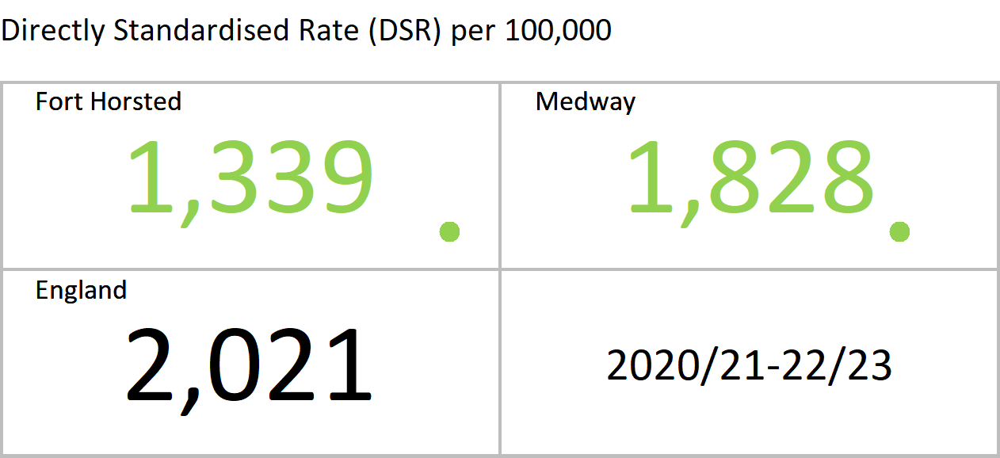 Directly Standardised Rate (DSR) per 100,000
Fort Horsted
1,339
Medway
1,828
England
2,021
2020/21-22/23